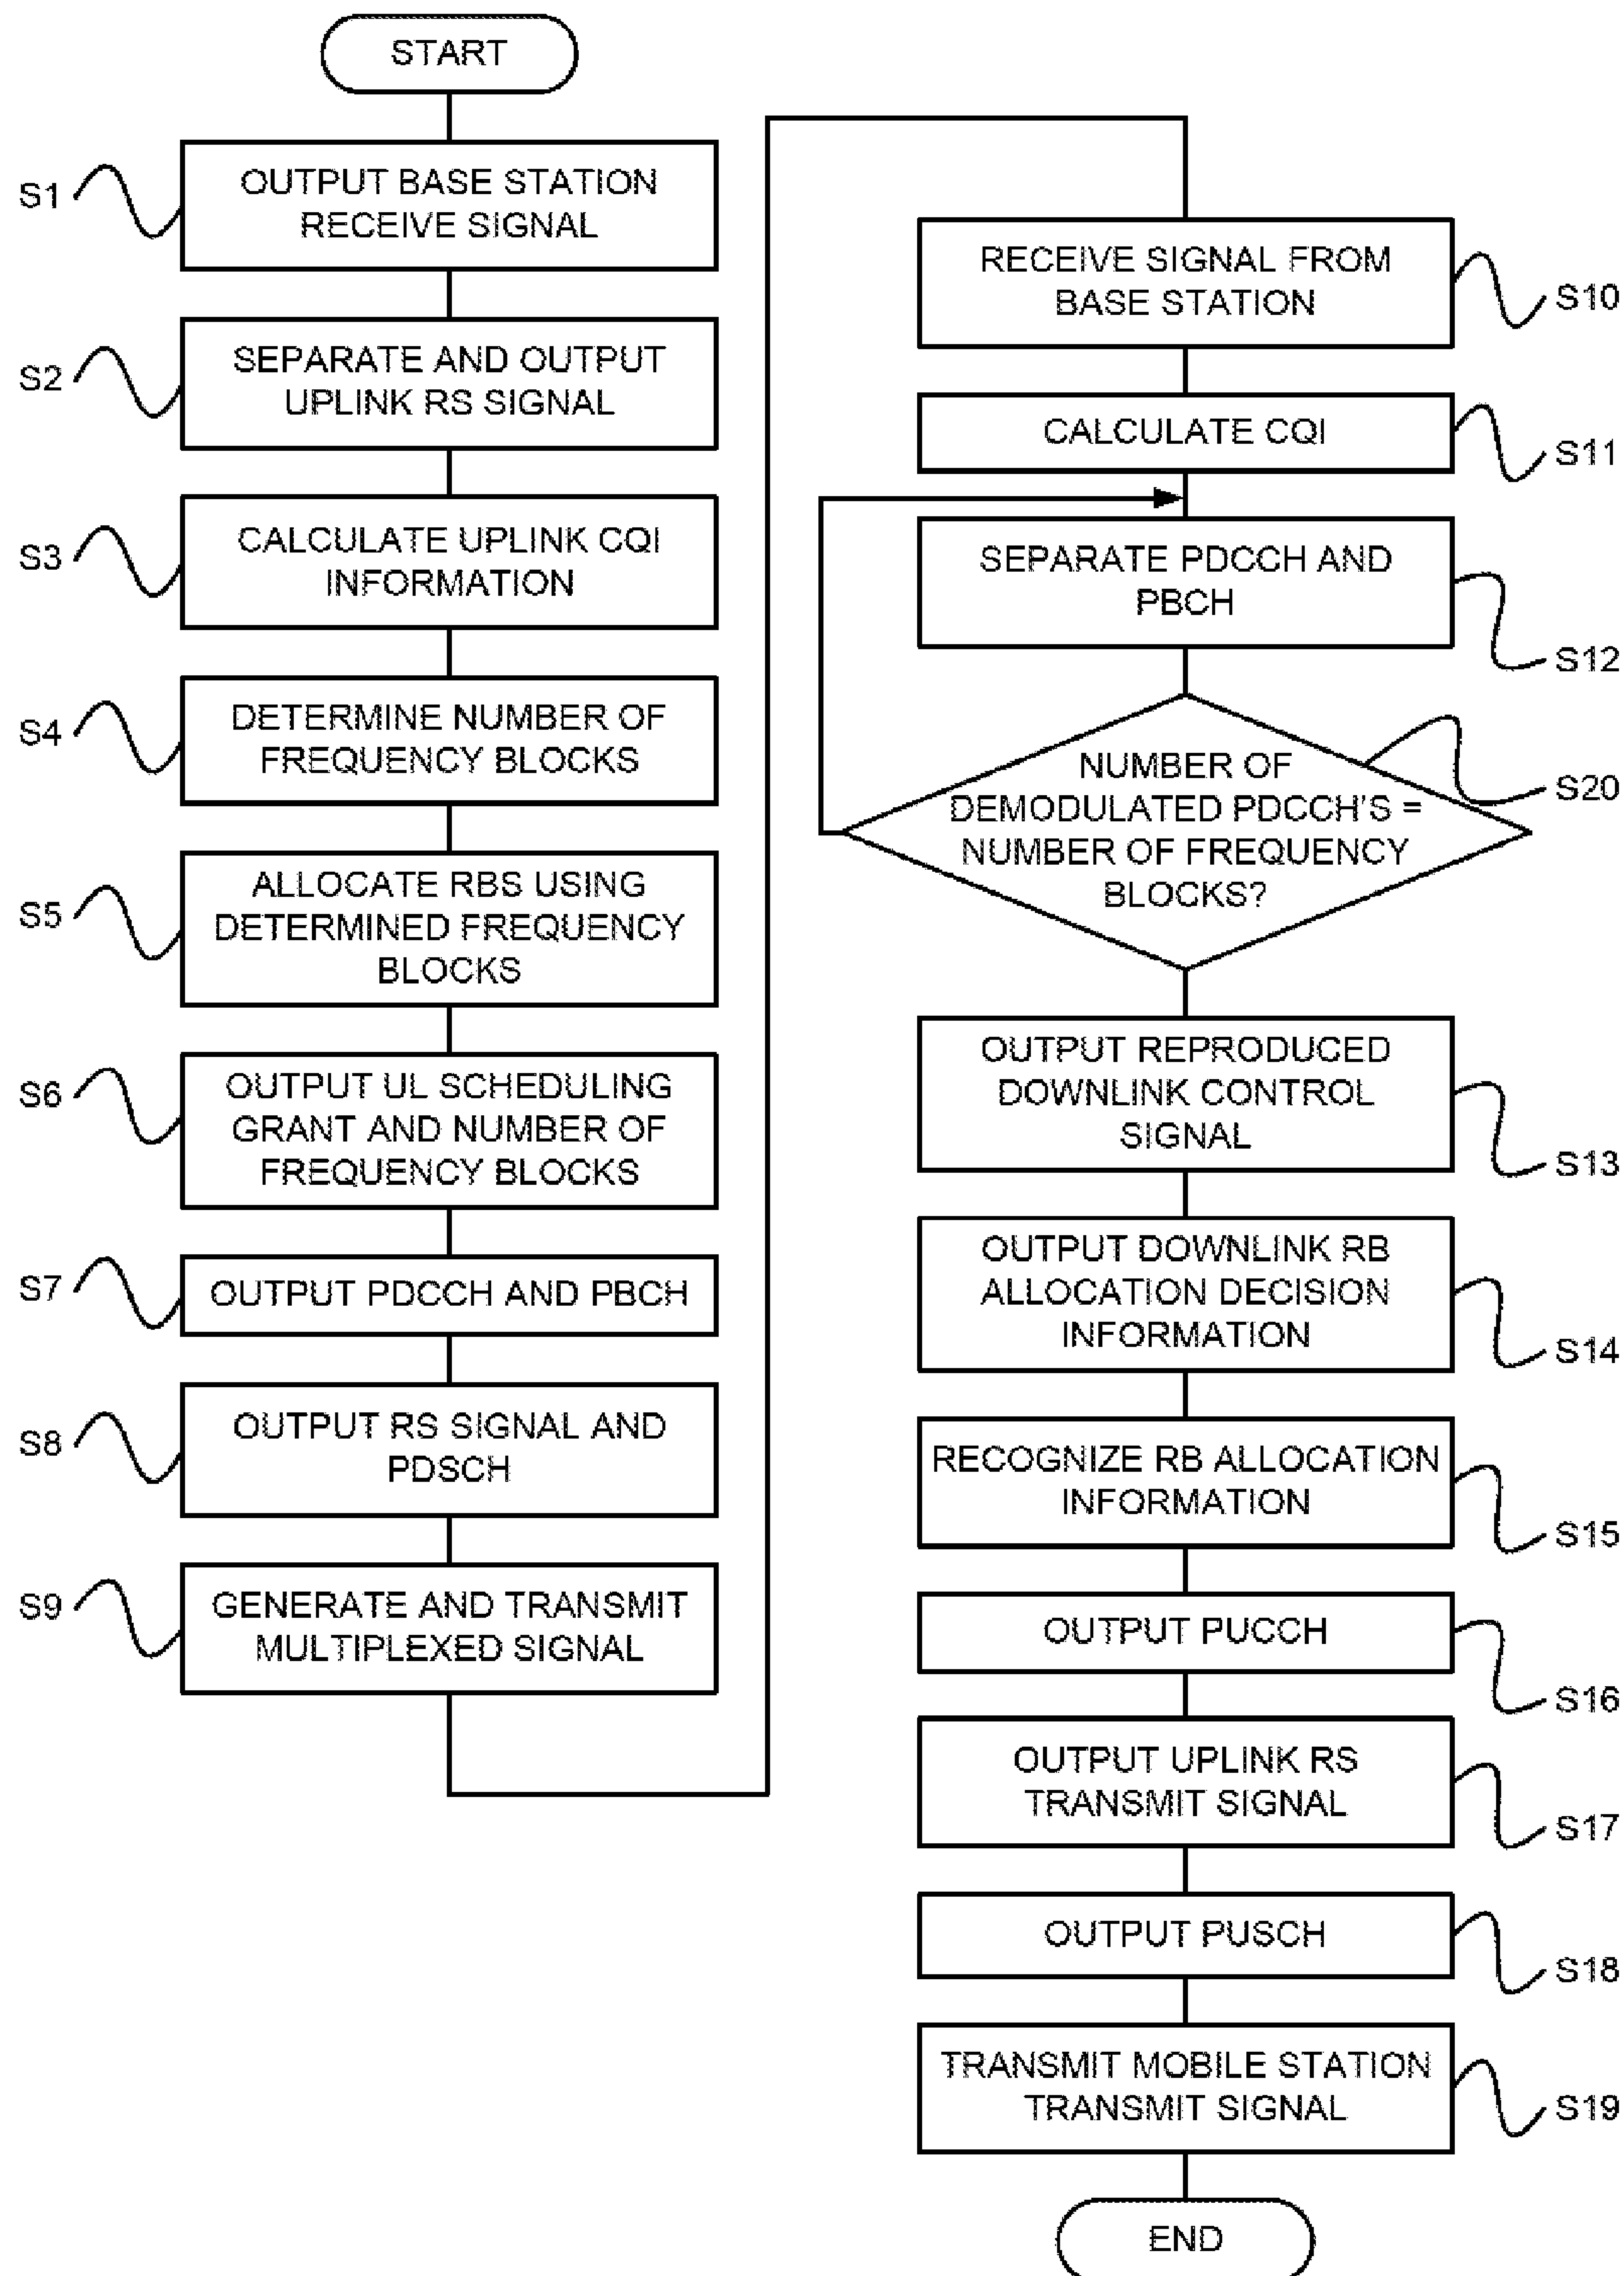 START
S1
OUTPUT BASE STATION
RECEIVE SIGNAL
S2
SEPARATE AND OUTPUT
UPLINK RS SIGNAL
S3
CALCULATE UPLINK CQI
INFORMATION
S4
DETERMINE NUMBER OF
FREQUENCY BLOCKS
S5
ALLOCATE RBS USING
DETERMINED FREQUENCY
BLOCKS
S6
OUTPUT UL SCHEDULING
GRANT AND NUMBER OF
FREQUENCY BLOCKS
S7
OUTPUT PDCCH AND PBCH
S8
OUTPUT RS SIGNAL AND
PDSCH
S9
GENERATE AND TRANSMIT
MULTIPLEXED SIGNAL
RECEIVE SIGNAL FROM
BASE STATION
S10
CALCULATE CQI
S11
SEPARATE PDCCH AND
PBCH
S12
NUMBER OF
DEMODULATED PDCCH'S =
NUMBER OF FREQUENCY
BLOCKS?
S20
OUTPUT REPRODUCED
DOWNLINK CONTROL
SIGNAL
S13
OUTPUT DOWNLINK RB
ALLOCATION DECISION
INFORMATION
S14
RECOGNIZE RB ALLOCATION
INFORMATION
S15
OUTPUT PUCCH
S16
OUTPUT UPLINK RS
TRANSMIT SIGNAL
S17
OUTPUT PUSCH
S18
TRANSMIT MOBILE STATION
TRANSMIT SIGNAL
S19
END